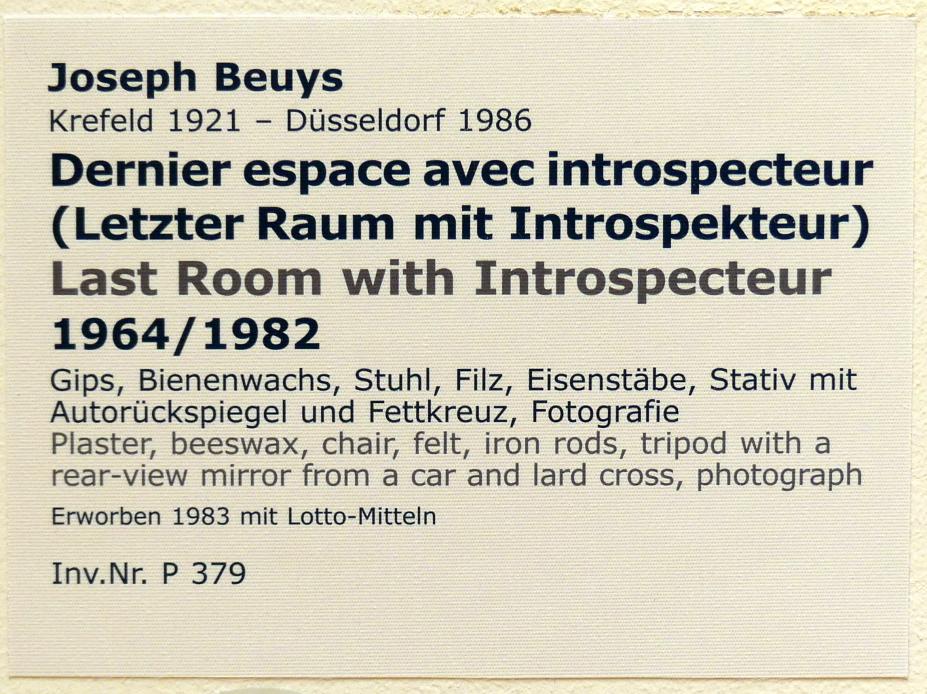 Joseph Beuys
Krefeld 1921 – Düsseldorf 1986
Dernier espace avec introspecteur
(Letzter Raum mit Introspekteur)
Last Room with Introspecteur
1964/1982
Gips, Bienenwachs, Stuhl, Filz, Eisenstäbe, Stativ mit
Autorückspiegel und Fettkreuz, Fotografie
Plaster, beeswax, chair, felt, iron rods, tripod with a
rear-view mirror from a car and lard cross, photograph
Erworben 1983 mit Lotto-Mitteln
Inv.Nr. P 379